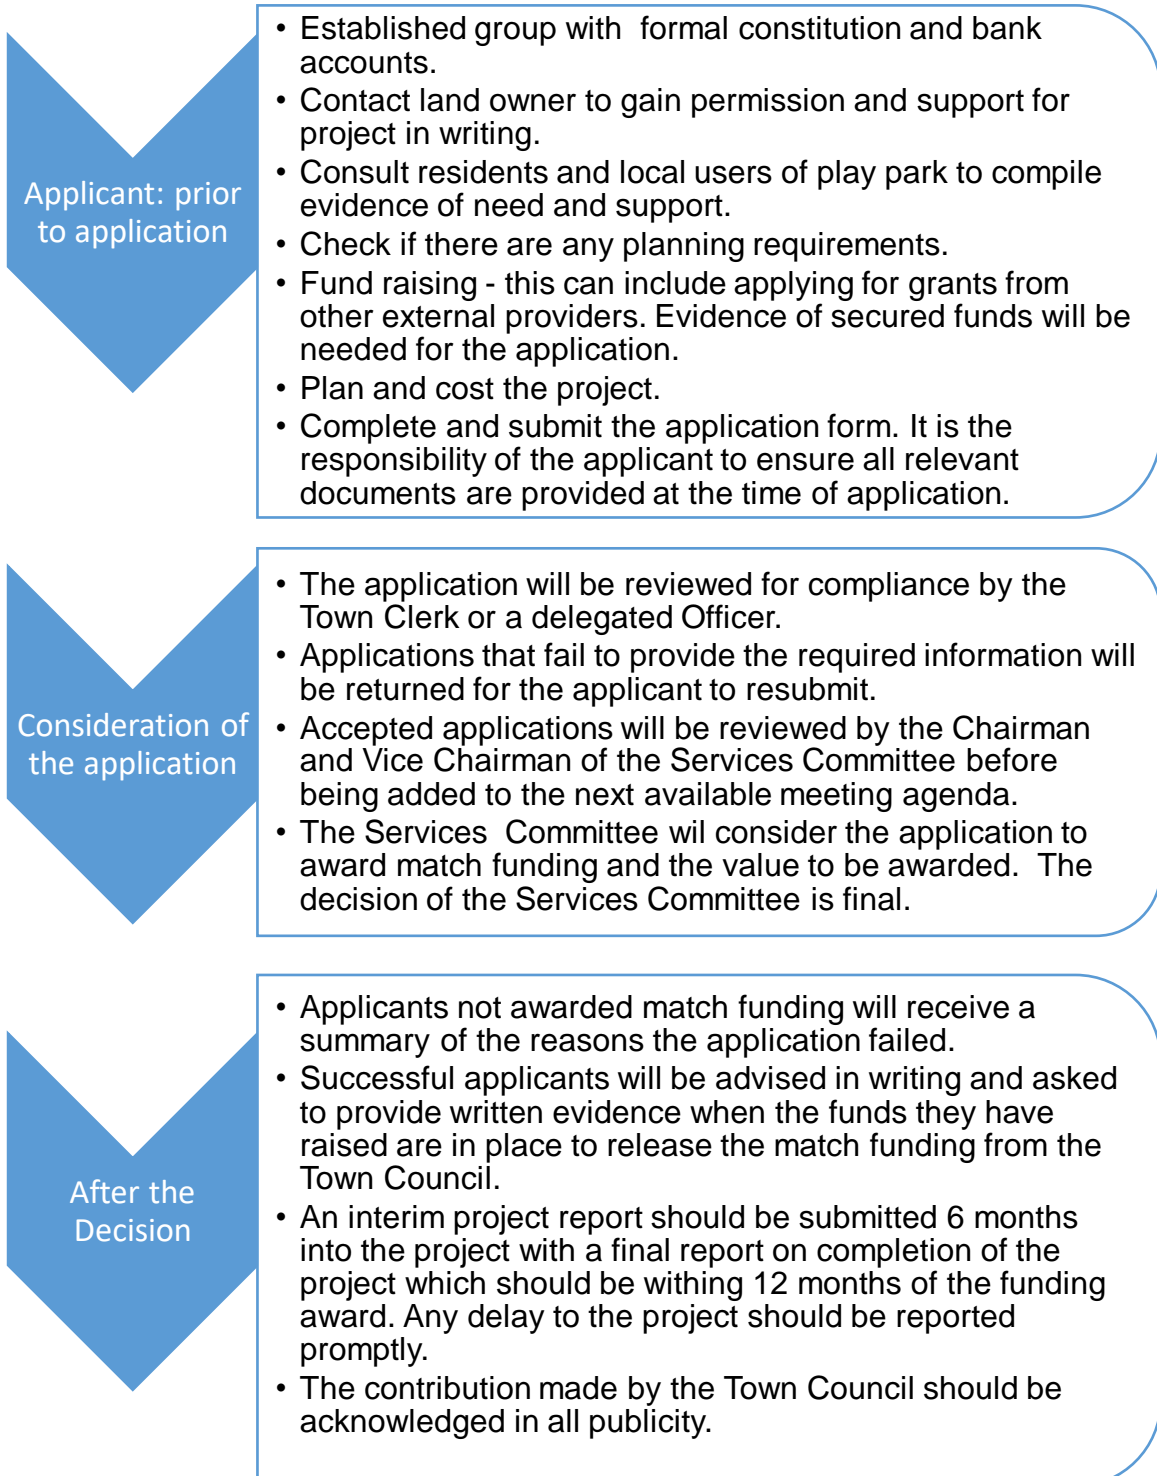 Applicant: prior
to application
• Established group with  formal constitution and bank
accounts.
• Contact land owner to gain permission and support for
project in writing.
• Consult residents and local users of play park to compile
evidence of need and support.
• Check if there are any planning requirements.
• Fund raising - this can include applying for grants from
other external providers. Evidence of secured funds will be
needed for the application.
• Plan and cost the project.
• Complete and submit the application form. It is the
responsibility of the applicant to ensure all relevant
documents are provided at the time of application.
Consideration of
the application
• The application will be reviewed for compliance by the
Town Clerk or a delegated Officer.
• Applications that fail to provide the required information will
be returned for the applicant to resubmit.
• Accepted applications will be reviewed by the Chairman
and Vice Chairman of the Services Committee before
being added to the next available meeting agenda.
• The Services  Committee wil consider the application to
award match funding and the value to be awarded.  The
decision of the Services Committee is final.
After the
Decision
• Applicants not awarded match funding will receive a
summary of the reasons the application failed.
• Successful applicants will be advised in writing and asked
to provide written evidence when the funds they have
raised are in place to release the match funding from the
Town Council.
• An interim project report should be submitted 6 months
into the project with a final report on completion of the
project which should be withing 12 months of the funding
award. Any delay to the project should be reported
promptly.
• The contribution made by the Town Council should be
acknowledged in all publicity.